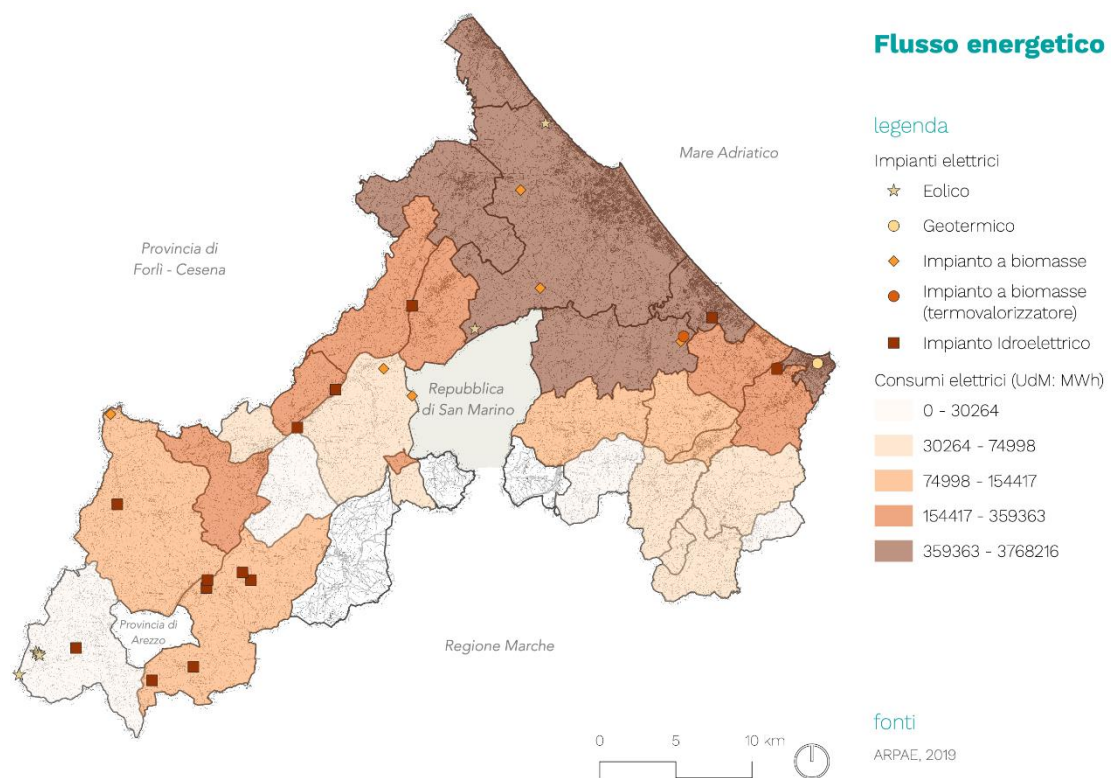 Flusso energetico
legenda
Impianti elettrici
Eolico
Geotermico
Impianto a biomasse
Impianto a biomasse
(termovalorizzatore)
Impianto Idroelettrico
Consumi elettrici (UdM: MWh)
0 - 30264
30264 - 74998
74998 - 154417
154417 - 359363
359363 - 3768216
Mare Adriatico
Provincia di
Forlì - Cesena
Repubblica
di San Marino
Provincia di
Arezzo
Regione Marche
0 5 10 km
fonti
ARPAE, 2019